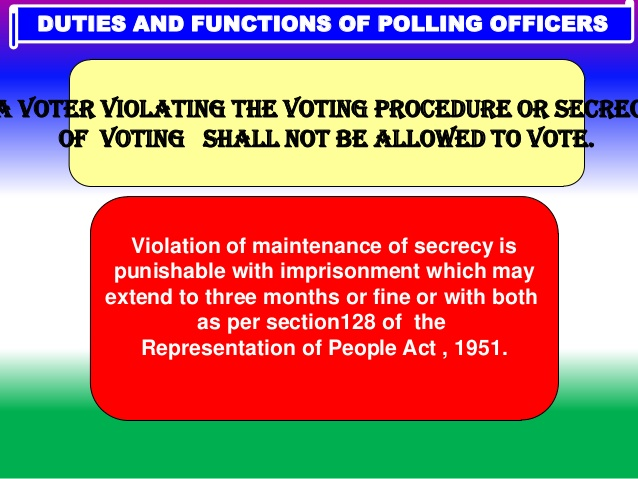 DUTIES AND FUNCTIONS OF POLLING OFFICERS
A VOTER VIOLATING THE VOTING PROCEDURE OR SECREC
OF VOTING SHALL NOT BE ALLOWED TO VOTE.
Violation of maintenance of secrecy is
punishable with imprisonment which may
extend to three months or fine or with both
as per section128 of the
Representation of People Act , 1951.